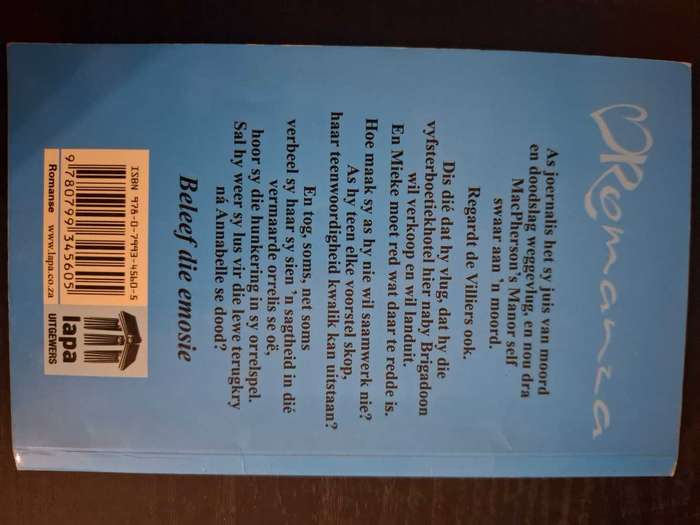 Romanza
As joernalis het sy juis van moord
en doodslag weggevlug, en nou dra
MacPherson's Manor self
swaar aan 'n moord.
Regardt de Villiers ook.
Dis dié dat hy vlug, dat hy die
vyfsterboetiekhotel hier naby Brigadoon
wil verkoop en wil landuit.
En Mieke moet red wat daar te redde is.
Hoe maak sy as hy nie wil saamwerk nie?
As hy teen elke voorstel skop,
haar teenwoordigheid kwalik kan uitstaan?
En tog, soms, net soms
verbeel sy haar sy sien 'n sagtheid in dié
vermaarde orrelis se oë,
hoor sy die hunkering in sy orrelspel.
Sal hy weer sy lus vir die lewe terugkry
ná Annabelle se dood?
Beleef die emosie
ISBN 978-0-7993-4560-5
9 780799 345605
Romanse www.lapa.co.za
lapa
UITGEWERS